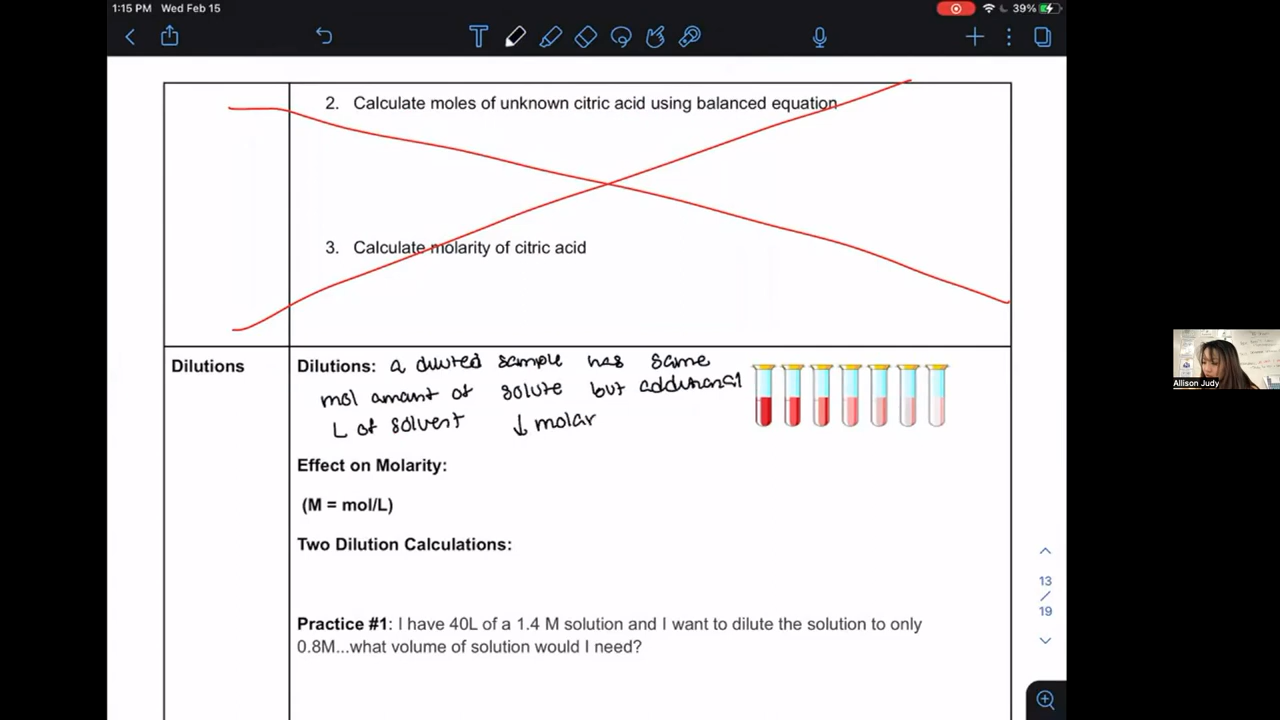 1:15 PM Wed Feb 15
39%
2. Calculate moles of unknown citric acid using balanced equation
3. Calculate molarity of citric acid
Dilutions
Dilutions: a diluted sample has same
mol amant of solute but additional
L of solvent ↓ molar
Effect on Molarity:
(M = mol/L)
Two Dilution Calculations:
Practice #1: I have 40L of a 1.4 M solution and I want to dilute the solution to only
0.8M...what volume of solution would I need?
13
/
19
Allison Judy